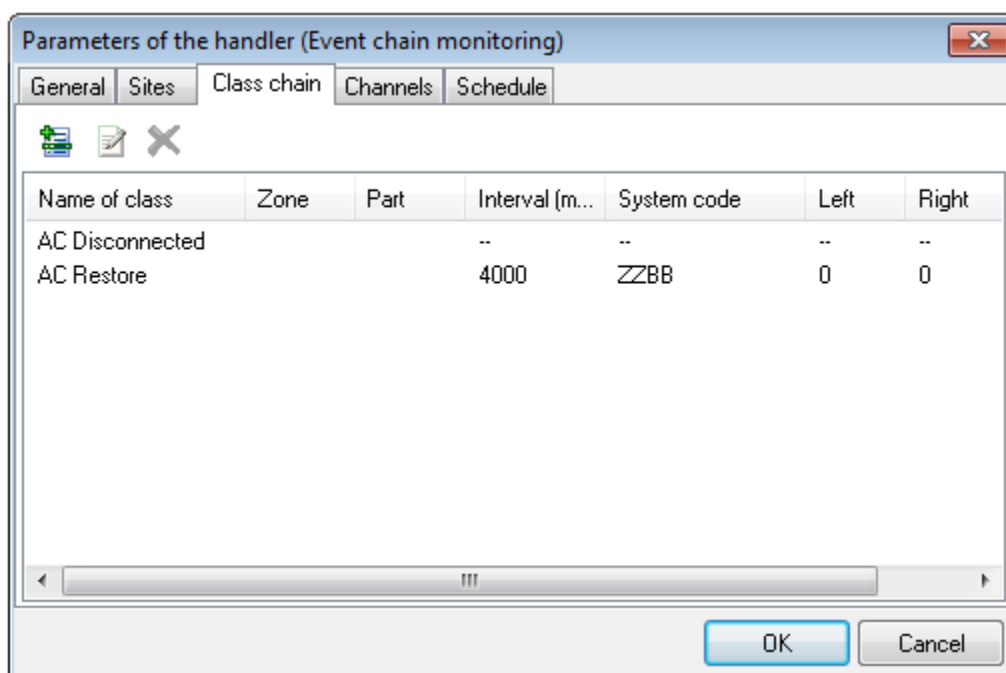 Parameters of the handler (Event chain monitoring)
General Sites Class chain Channels Schedule
Name of class Zone Part Interval (m... System code Left Right
AC Disconnected -- -- -- --
AC Restore 4000 ZZBB 0 0
OK Cancel